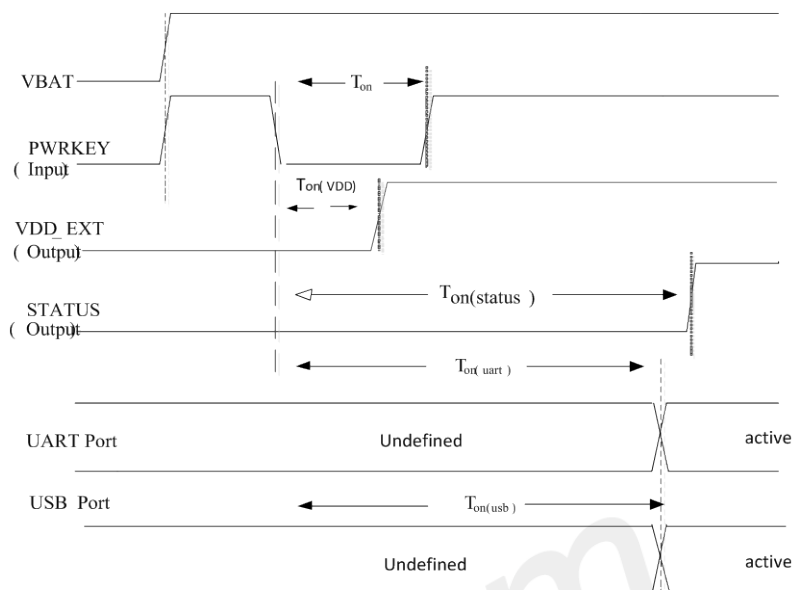 VBAT
Ton
PWRKEY
( Input)
Ton( VDD)
VDD_EXT
( Output)
Ton(status )
STATUS
( Output)
Ton( uart )
UART Port
Undefined
active
USB Port
Ton(usb )
Undefined
active